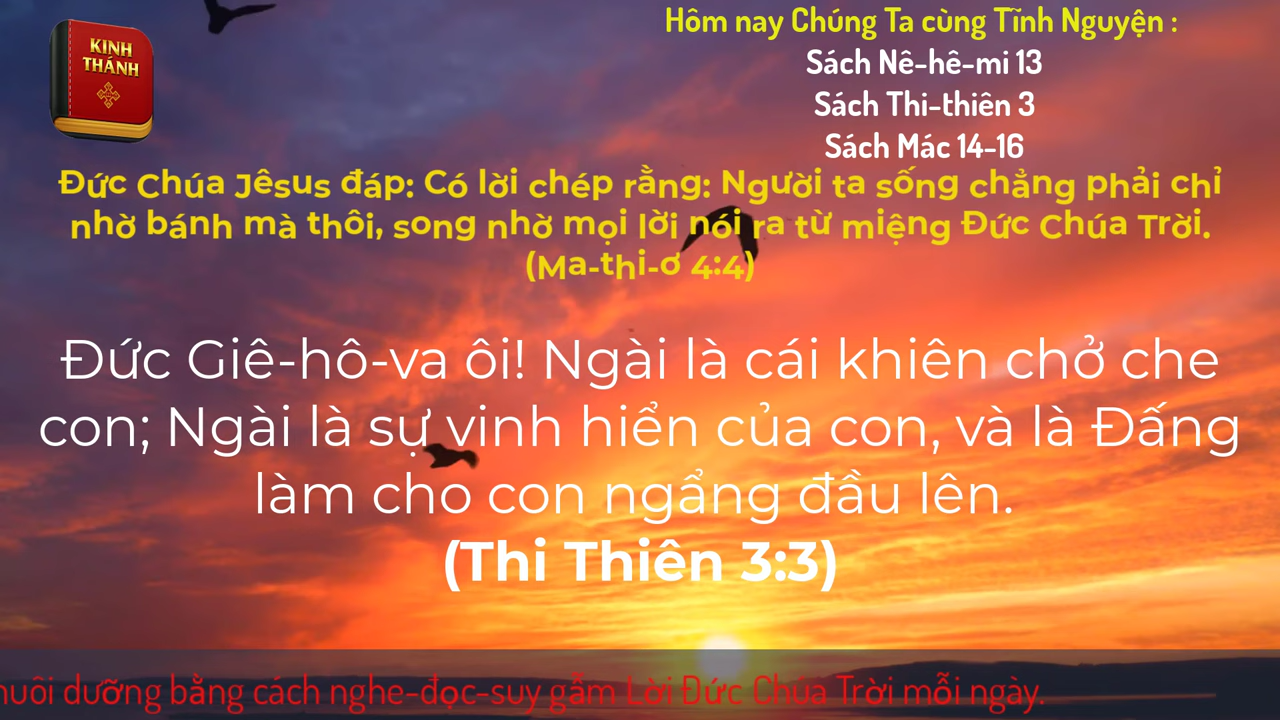 KINH
THÁNH
Hôm nay Chúng Ta cùng Tĩnh Nguyện :
Sách Nê-hê-mi 13
Sách Thi-thiên 3
Sách Mác 14-16
Đức Chúa Jêsus đáp: Có lời chép rằng: Người ta sống chẳng phải chỉ
nhờ bánh mà thôi, song nhờ mọi lời nói ra từ miệng Đức Chúa Trời.
(Ma-thi-ơ 4:4)
Đức Giê-hô-va ôi! Ngài là cái khiên chở che
con; Ngài là sự vinh hiển của con, và là Đấng
làm cho con ngẩng đầu lên.
(Thi Thiên 3:3)
dưỡng bằng cách nghe-đọc-suy gẫm Lời Đức Chúa Trời mỗi ngày.